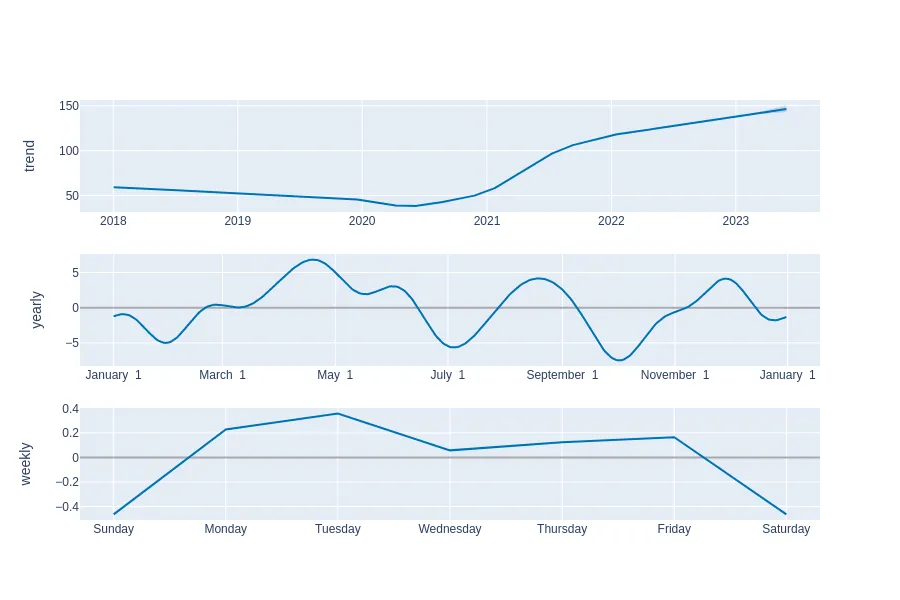 150
100
50
trend
2018 2019 2020 2021 2022 2023
5
0
−5
yearly
January 1 March 1 May 1 July 1 September 1 November 1 January 1
0.4
0.2
0
−0.2
−0.4
weekly
Sunday Monday Tuesday Wednesday Thursday Friday Saturday